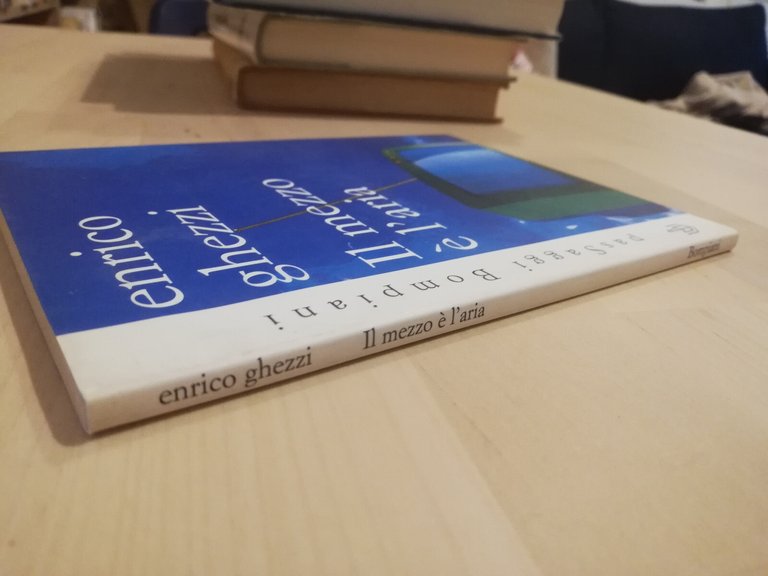 enrico
ghezzi
Il mezzo
è l'aria
PasSaggi Bompiani
enrico ghezzi Il mezzo è l'aria Bompiani